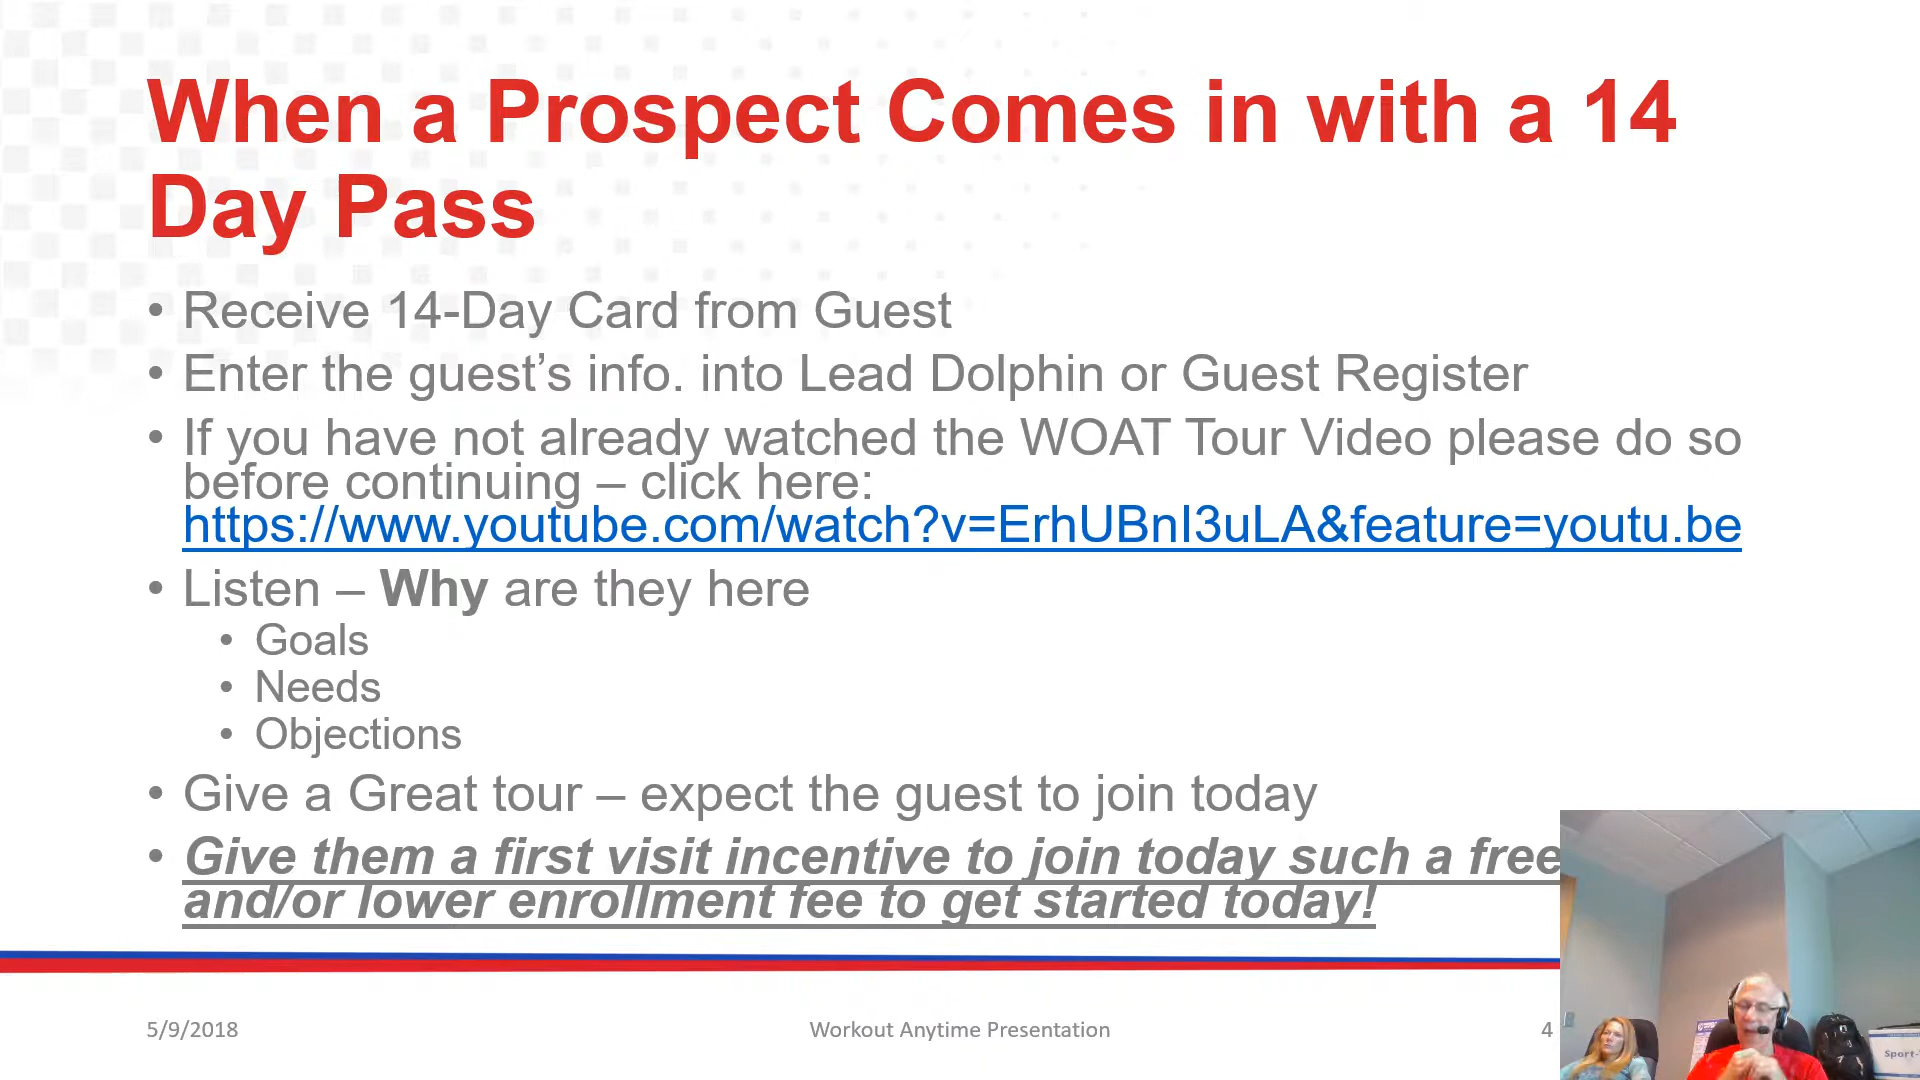 When a Prospect Comes in with a 14
Day Pass
• Receive 14-Day Card from Guest
• Enter the guest’s info. into Lead Dolphin or Guest Register
• If you have not already watched the WOAT Tour Video please do so
before continuing – click here:
https://www.youtube.com/watch?v=ErhUBnI3uLA&feature=youtu.be
• Listen – Why are they here
• Goals
• Needs
• Objections
• Give a Great tour – expect the guest to join today
• Give them a first visit incentive to join today such a free
and/or lower enrollment fee to get started today!
5/9/2018
Workout Anytime Presentation
4
Sport-